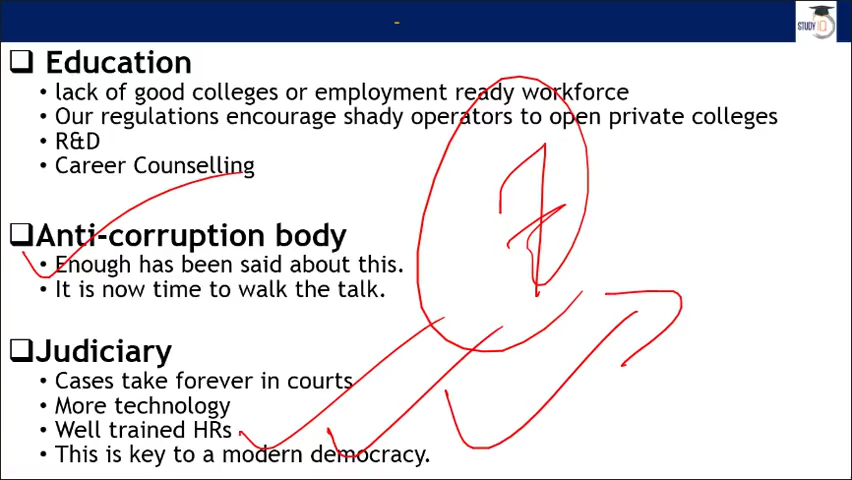 STUDY IQ
Education
lack of good colleges or employment ready workforce
Our regulations encourage shady operators to open private colleges
R&D
Career Counselling
Anti-corruption body
Enough has been said about this.
It is now time to walk the talk.
Judiciary
Cases take forever in courts
More technology
Well trained HRs
This is key to a modern democracy.